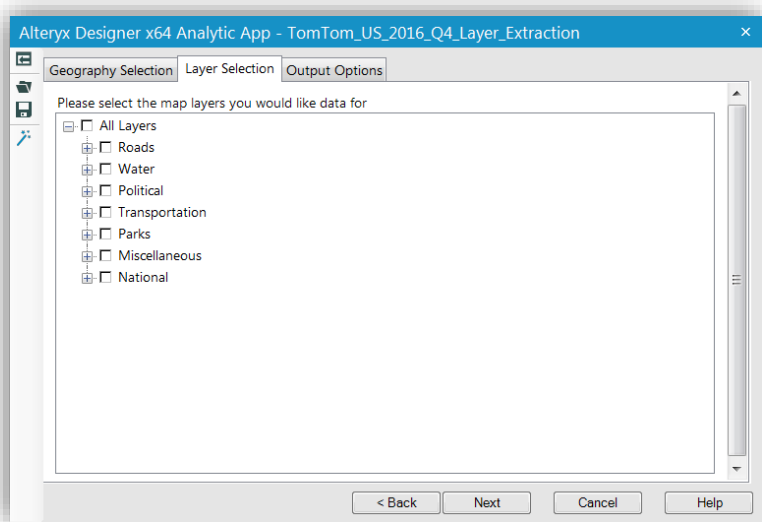 Alteryx Designer x64 Analytic App - TomTom_US_2016_Q4_Layer_Extraction
Geography Selection Layer Selection Output Options
Please select the map layers you would like data for
All Layers
Roads
Water
Political
Transportation
Parks
Miscellaneous
National
< Back Next Cancel Help